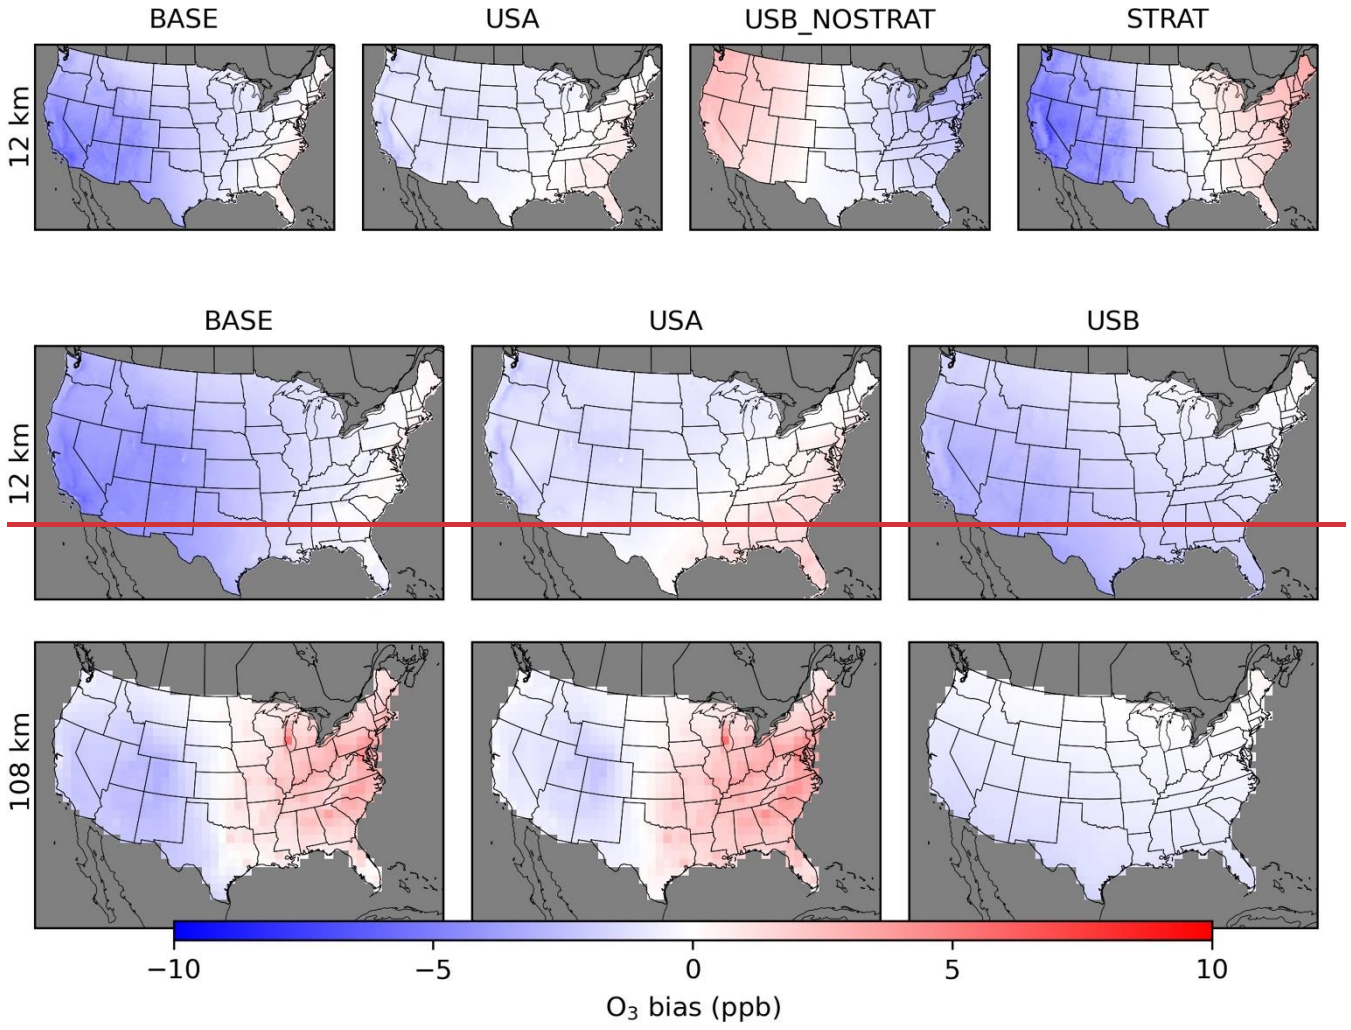 BASE USA USB_NOSTRAT STRAT
12 km
BASE USA USB
12 km
108 km
−10 −5 0 5 10
O₃ bias (ppb)